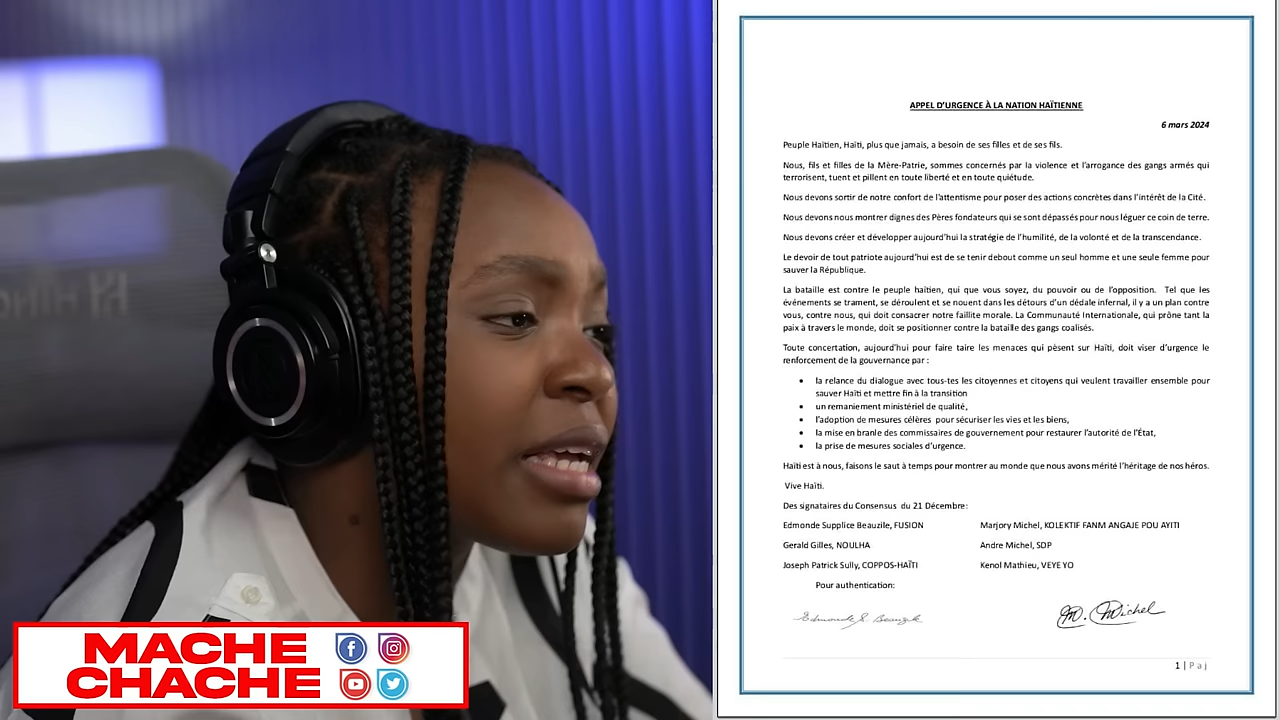 APPEL D'URGENCE À LA NATION HAÏTIENNE
6 mars 2024
Peuple Haïtien, Haïti, plus que jamais, a besoin de ses filles et de ses fils.
Nous, fils et filles de la Mère-Patrie, sommes concernés par la violence et l'arrogance des gangs armés qui
terrorisent, tuent et pillent en toute liberté et en toute quiétude.
Nous devons sortir de notre confort de l'attentisme pour poser des actions concrètes dans l'intérêt de la Cité.
Nous devons nous montrer dignes des Pères fondateurs qui se sont dépassés pour nous léguer ce coin de terre.
Nous devons créer et développer aujourd'hui la stratégie de l'humilité, de la volonté et de la transcendance.
Le devoir de tout patriote aujourd'hui est de se tenir debout comme un seul homme et une seule femme pour
sauver la République.
La bataille est contre le peuple haïtien, qui que vous soyez, du pouvoir ou de l'opposition. Tel que les
événements se trament, se déroulent et se nouent dans les détours d'un dédale infernal, il y a un plan contre
vous, contre nous, qui doit consacrer notre faillite morale. La Communauté Internationale, qui prône tant la
paix à travers le monde, doit se positionner contre la bataille des gangs coalisés.
Toute concertation, aujourd'hui pour faire taire les menaces qui pèsent sur Haïti, doit viser d'urgence le
renforcement de la gouvernance par :
• la relance du dialogue avec tous-tes les citoyennes et citoyens qui veulent travailler ensemble pour
sauver Haïti et mettre fin à la transition
• un remaniement ministériel de qualité,
• l'adoption de mesures célères pour sécuriser les vies et les biens,
• la mise en branle des commissaires de gouvernement pour restaurer l'autorité de l'État,
• la prise de mesures sociales d'urgence.
Haïti est à nous, faisons le saut à temps pour montrer au monde que nous avons mérité l'héritage de nos héros.
Vive Haïti.
Des signataires du Consensus du 21 Décembre:
Edmonde Supplice Beauzile, FUSION Marjory Michel, KOLEKTIF FANM ANGAJE POU AYITI
Gerald Gilles, NOULHA Andre Michel, SDP
Joseph Patrick Sully, COPPOS-HAÏTI Kenol Mathieu, VEYE YO
Pour authentication:
Edmonde S. Beauzile M. Michel
1 | Paj
MACHE
CHACHE